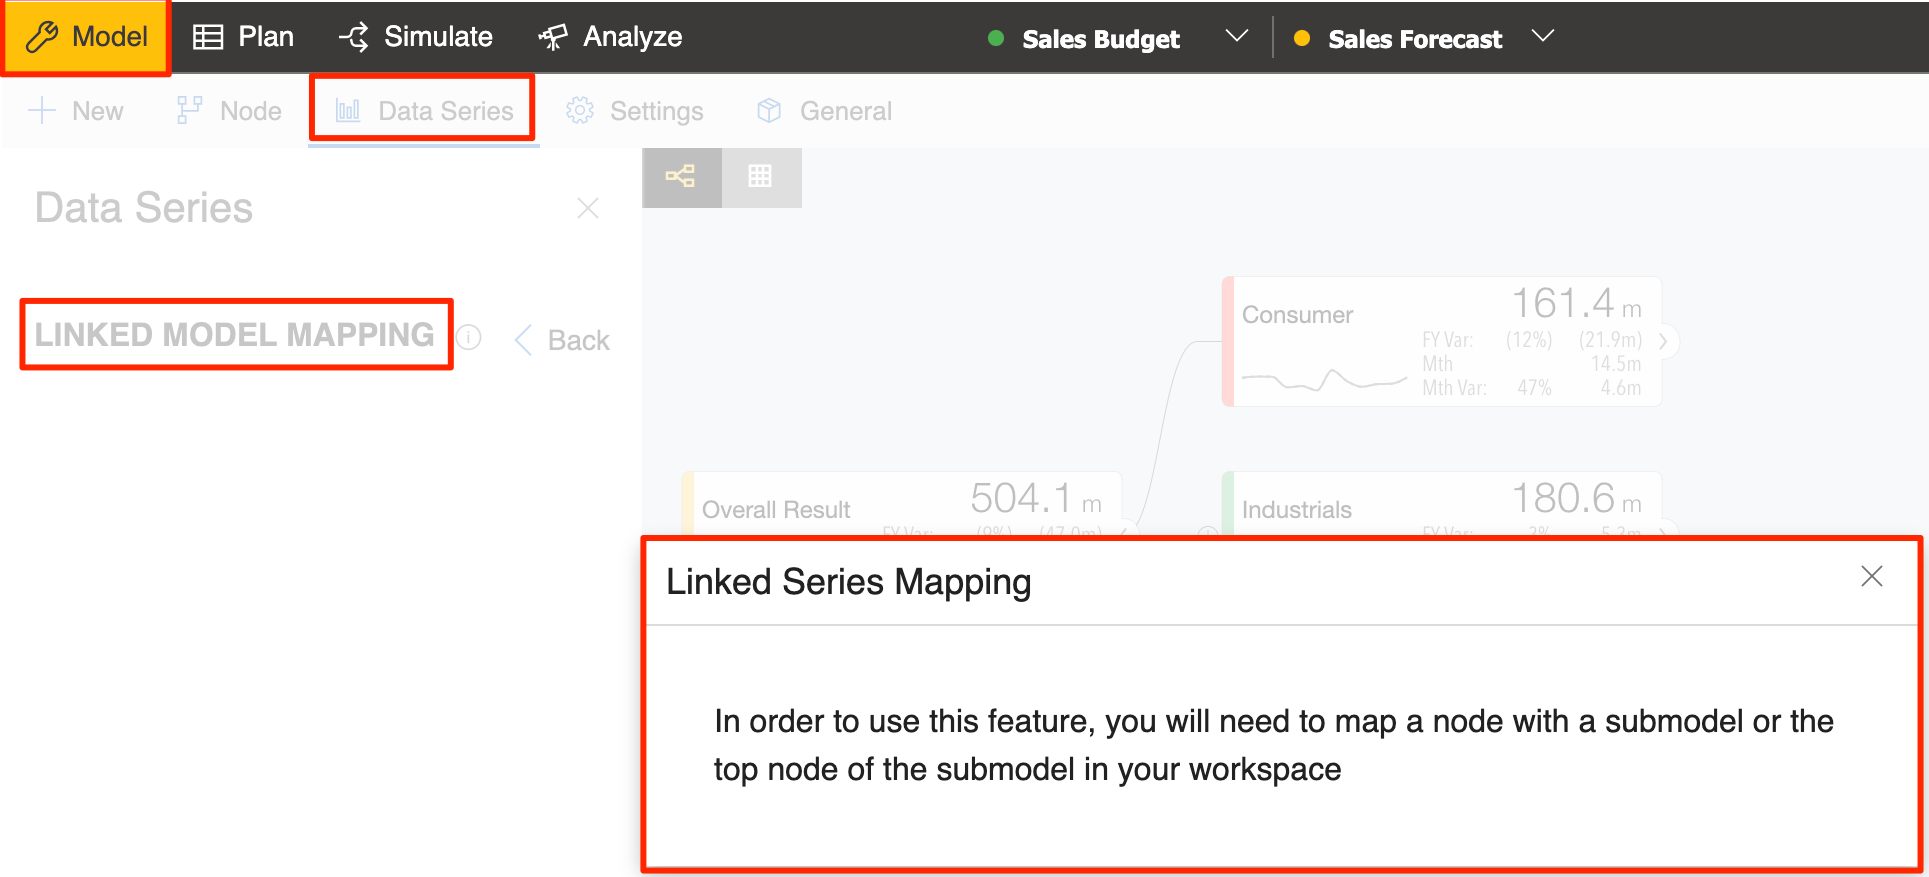 Model Plan Simulate Analyze Sales Budget Sales Forecast
New Node Data Series Settings General
Data Series
LINKED MODEL MAPPING Back
Consumer 161.4 m
FY Var: (12%) (21.9m)
Mth 14.5m
Mth Var: 47% 4.6m
Overall Result 504.1 m
FY Var: (9%) (47.0m)
Industrials 180.6 m
FY Var: 3% 5.3m
Linked Series Mapping
In order to use this feature, you will need to map a node with a submodel or the
top node of the submodel in your workspace